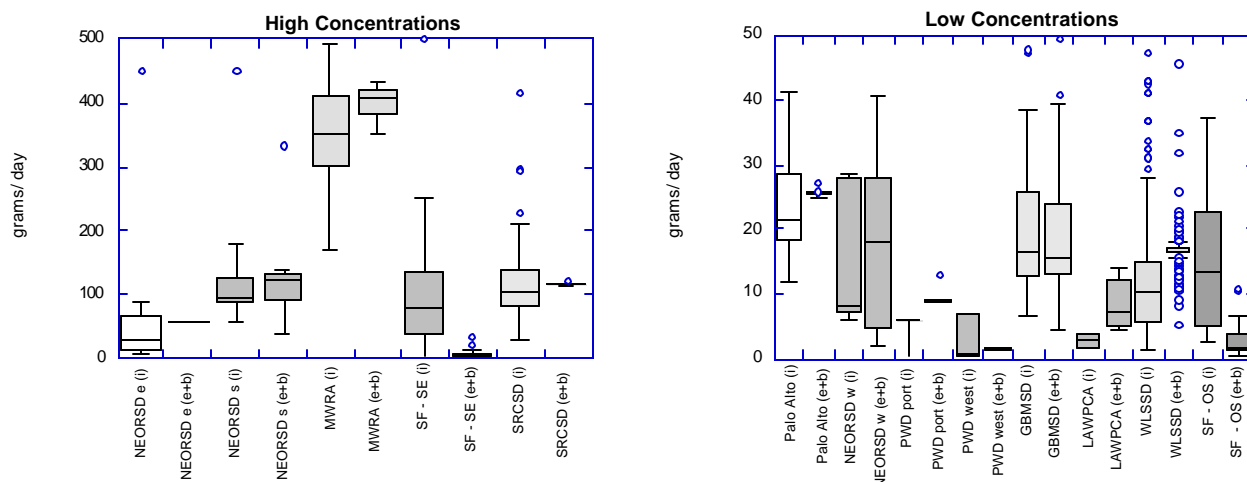 High Concentrations
500
400
300
200
100
0
grams/ day
NEORSD e (i)
NEORSD e (e+b)
NEORSD s (i)
NEORSD s (e+b)
MWRA (i)
MWRA (e+b)
SF - SE (i)
SF - SE (e+b)
SRCSD (i)
SRCSD (e+b)
Low Concentrations
50
40
30
20
10
0
grams/ day
Palo Alto (i)
Palo Alto (e+b)
NEORSD w (i)
NEORSD w (e+b)
PWD port (i)
PWD port (e+b)
PWD west (i)
PWD west (e+b)
GBMSD (i)
GBMSD (e+b)
LAWPCA (i)
LAWPCA (e+b)
WLSSD (i)
WLSSD (e+b)
SF - OS (i)
SF - OS (e+b)